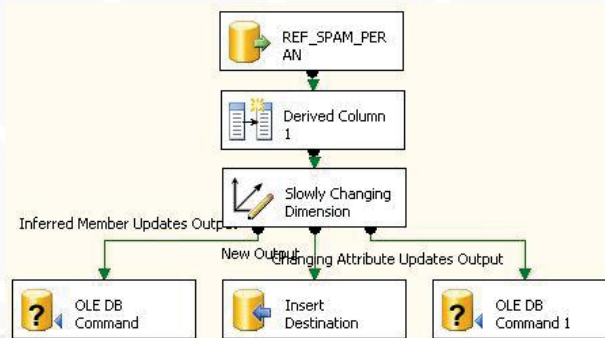 REF_SPAM_PER
AN
Derived Column
1
Slowly Changing
Dimension
Inferred Member Updates Output
New Output
Changing Attribute Updates Output
OLE DB
Command
Insert
Destination
OLE DB
Command 1